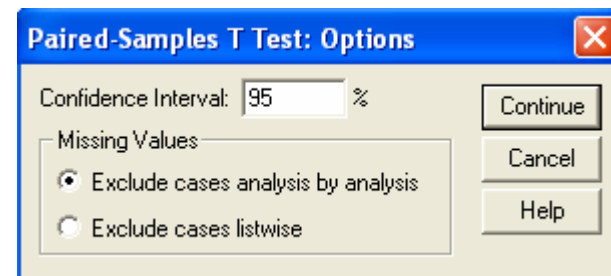 Paired-Samples T Test: Options
Confidence Interval: 95 %
Continue
Missing Values
Cancel
Exclude cases analysis by analysis
Help
Exclude cases listwise